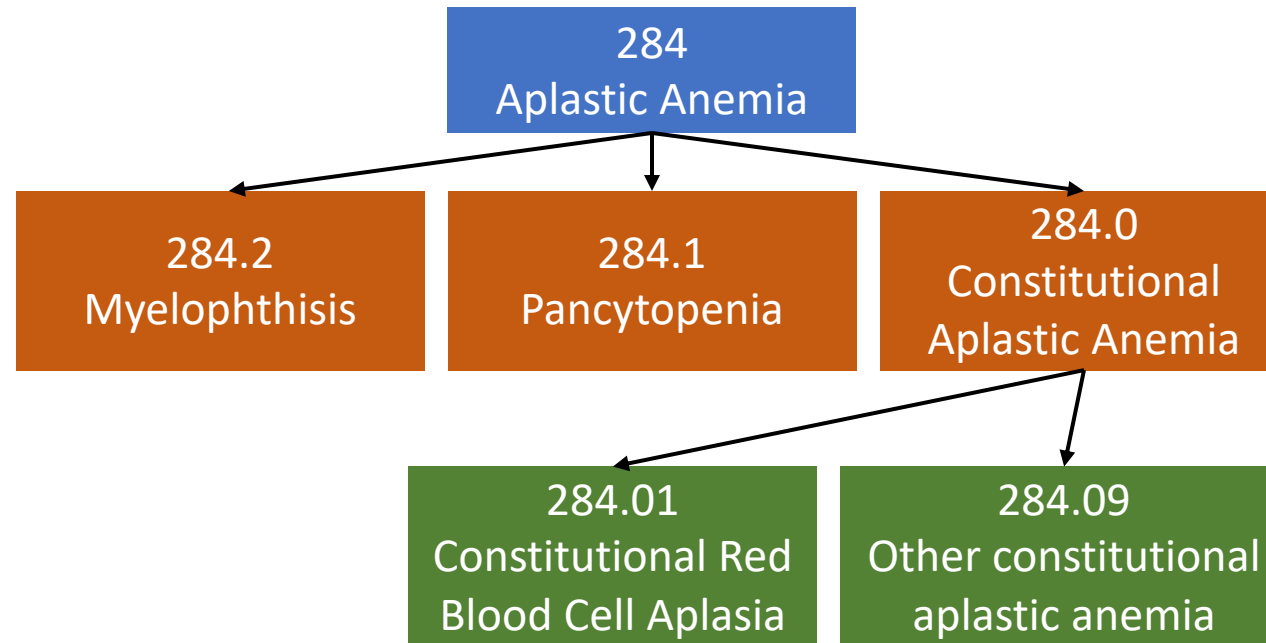 284
Aplastic Anemia
284.2
Myelophthisis
284.1
Pancytopenia
284.0
Constitutional
Aplastic Anemia
284.01
Constitutional Red
Blood Cell Aplasia
284.09
Other constitutional
aplastic anemia